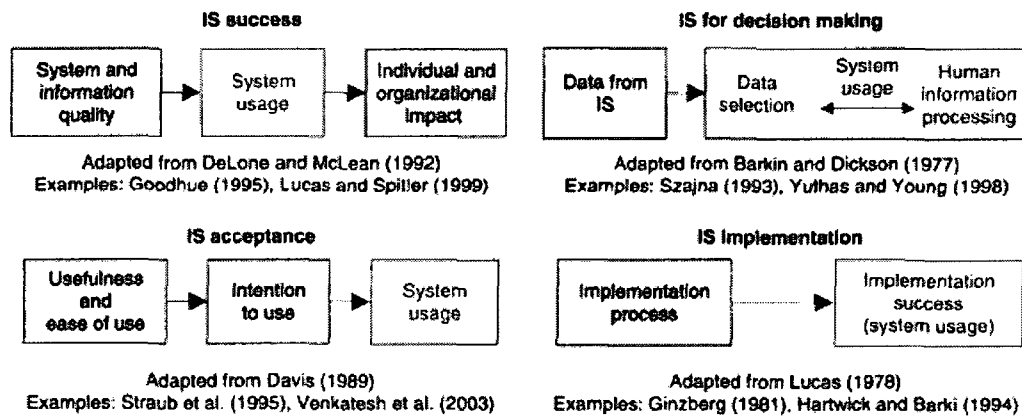 IS success
System and
information
quality
System
usage
Individual and
organizational
impact
Adapted from DeLone and McLean (1992)
Examples: Goodhue (1995), Lucas and Spitler (1999)
IS for decision making
Data from
IS
Data
selection
System
usage
Human
information
processing
Adapted from Barkin and Dickson (1977)
Examples: Szajna (1993), Yuthas and Young (1998)
IS acceptance
Usefulness
and
ease of use
Intention
to use
System
usage
Adapted from Davis (1989)
Examples: Straub et al. (1995), Venkatesh et al. (2003)
IS Implementation
Implementation
process
Implementation
success
(system usage)
Adapted from Lucas (1978)
Examples: Ginzberg (1981), Hartwick and Barki (1994)